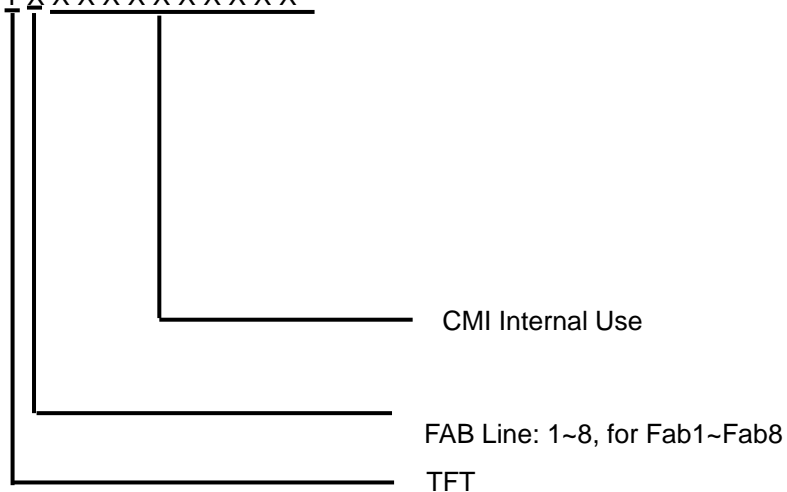 T X X X X X X X X X X X
CMI Internal Use
FAB Line: 1~8, for Fab1~Fab8
TFT